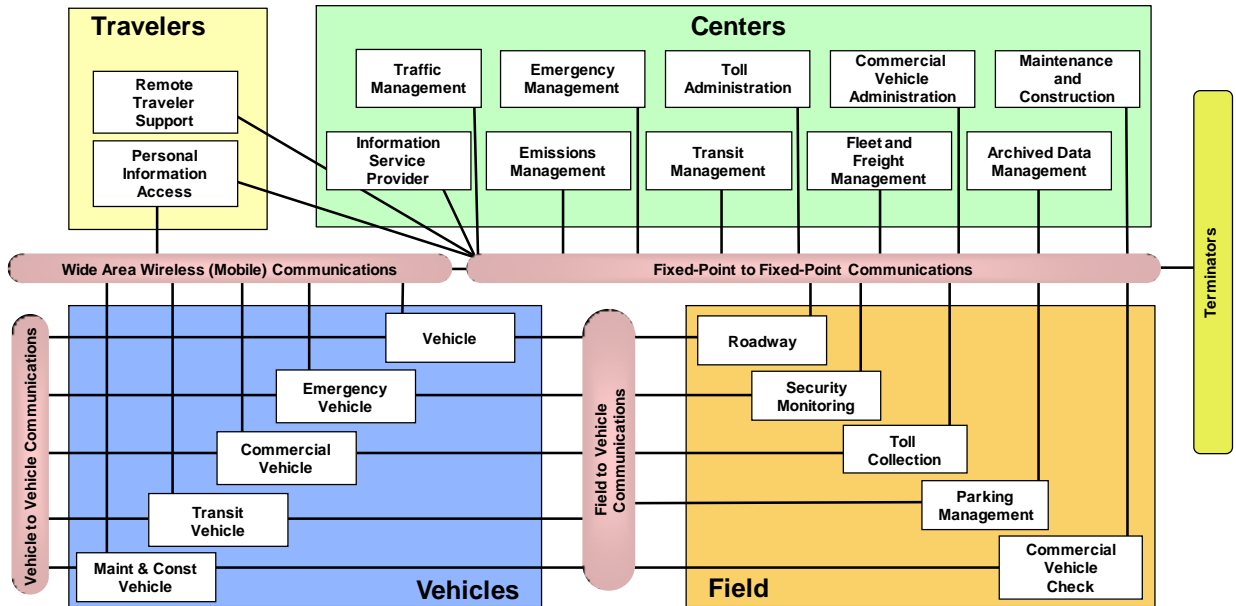 Travelers
Remote
Traveler
Support
Personal
Information
Access
Centers
Traffic
Management
Emergency
Management
Toll
Administration
Commercial
Vehicle
Administration
Maintenance
and
Construction
Information
Service
Provider
Emissions
Management
Transit
Management
Fleet and
Freight
Management
Archived Data
Management
Terminators
Wide Area Wireless (Mobile) Communications
Fixed-Point to Fixed-Point Communications
Vehicle to Vehicle Communications
Vehicle
Emergency
Vehicle
Commercial
Vehicle
Transit
Vehicle
Maint & Const
Vehicle
Vehicles
Field to Vehicle
Communications
Roadway
Security
Monitoring
Toll
Collection
Parking
Management
Commercial
Vehicle
Check
Field